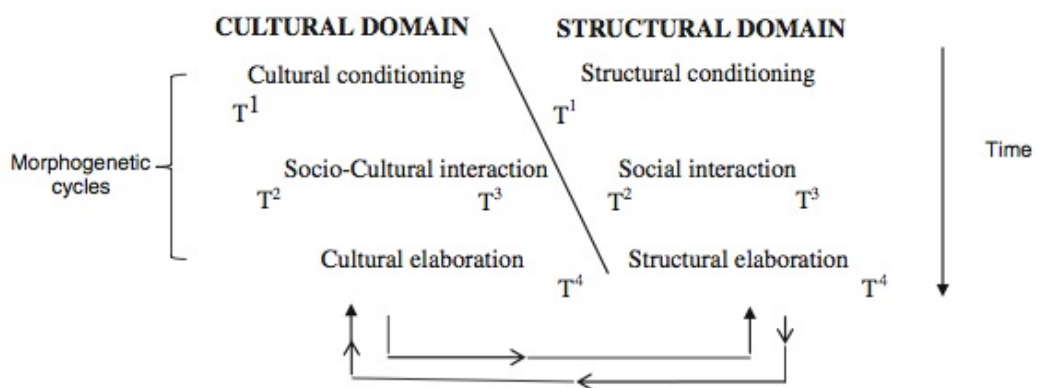 CULTURAL DOMAIN STRUCTURAL DOMAIN
Cultural conditioning Structural conditioning
T¹ T¹
Morphogenetic
cycles
Socio-Cultural interaction Social interaction
Time
T² T³ T² T³
Cultural elaboration Structural elaboration
T⁴ T⁴